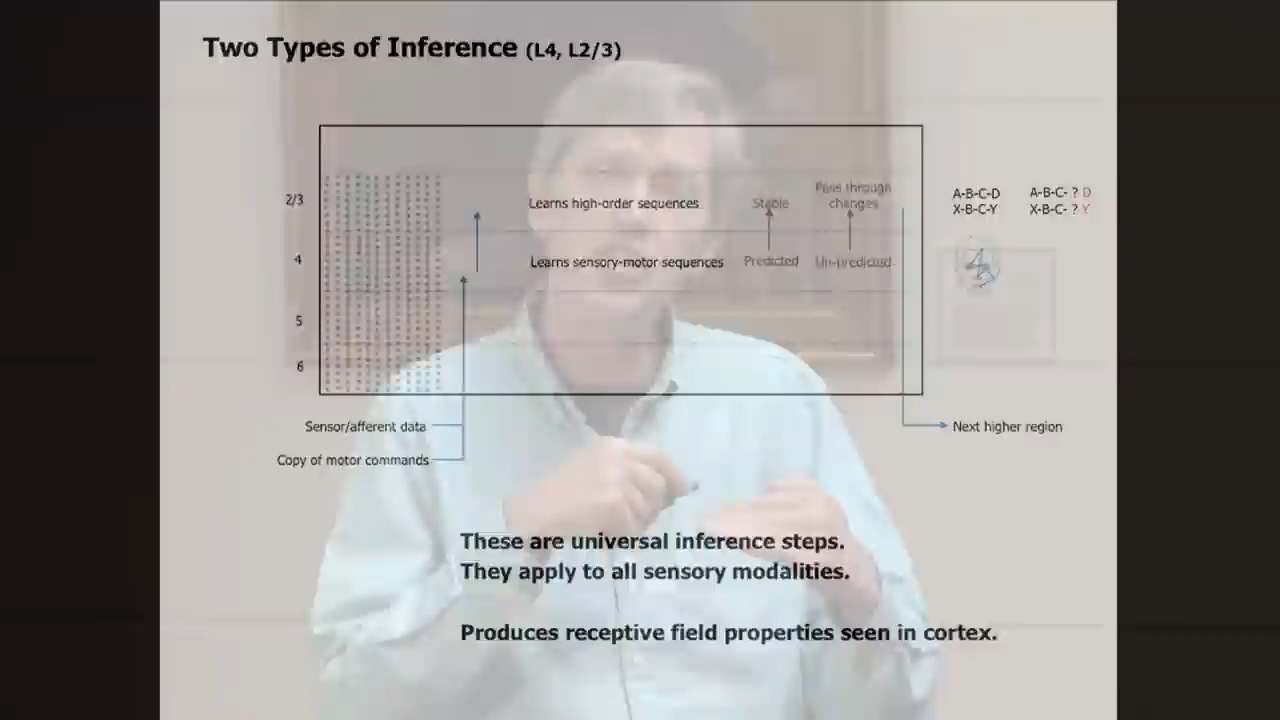 Two Types of Inference (L4, L2/3)
2/3
Learns high-order sequences
Stable
Pass through
changes
A-B-C-D
X-B-C-Y
A-B-C- ? D
X-B-C- ? Y
4
Learns sensory-motor sequences
Predicted
Un-predicted
5
6
Sensor/afferent data
Copy of motor commands
Next higher region
These are universal inference steps.
They apply to all sensory modalities.
Produces receptive field properties seen in cortex.